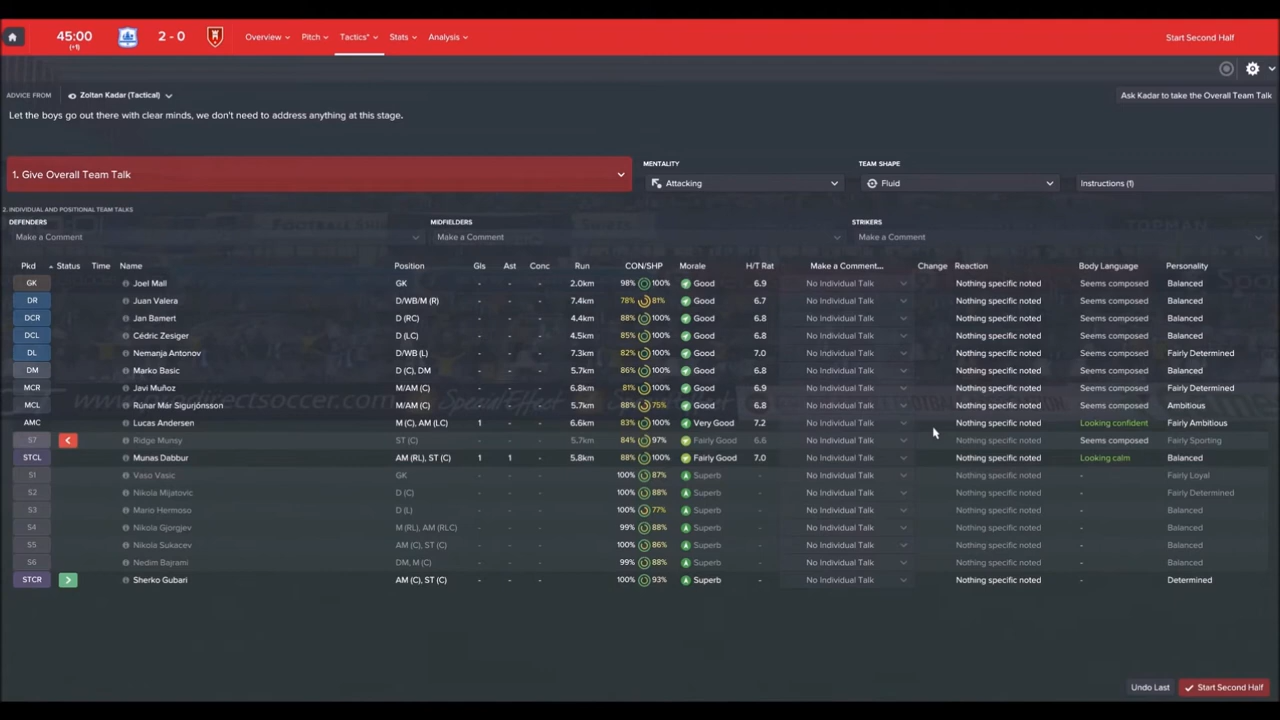 45:00 (+1) 2 - 0 Overview Pitch Tactics* Stats Analysis Start Second Half
ADVICE FROM Zoltan Kadar (Tactical) Ask Kadar to take the Overall Team Talk
Let the boys go out there with clear minds, we don't need to address anything at this stage.
MENTALITY TEAM SHAPE
1. Give Overall Team Talk Attacking Fluid Instructions (1)
2. INDIVIDUAL AND POSITIONAL TEAM TALKS
DEFENDERS MIDFIELDERS STRIKERS
Make a Comment Make a Comment Make a Comment
Pkd Status Time Name Position Gls Ast Conc Run CON/SHP Morale H/T Rat Make a Comment... Change Reaction Body Language Personality
GK Joel Mall GK - - - 2.0km 98% 100% Good 6.9 No Individual Talk Nothing specific noted Seems composed Balanced
DR Juan Valera D/WB/M (R) - - - 7.4km 78% 81% Good 6.7 No Individual Talk Nothing specific noted Seems composed Balanced
DCR Jan Bamert D (RC) - - - 4.4km 88% 100% Good 6.8 No Individual Talk Nothing specific noted Seems composed Balanced
DCL Cédric Zesiger D (LC) - - - 4.5km 85% 100% Good 6.8 No Individual Talk Nothing specific noted Seems composed Balanced
DL Nemanja Antonov D/WB (L) - - - 7.3km 82% 100% Good 7.0 No Individual Talk Nothing specific noted Seems composed Fairly Determined
DM Marko Basic D (C), DM - - - 5.7km 86% 100% Good 6.8 No Individual Talk Nothing specific noted Seems composed Balanced
MCR Javi Muñoz M/AM (C) - - - 6.8km 81% 100% Good 6.9 No Individual Talk Nothing specific noted Seems composed Fairly Determined
MCL Rúnar Már Sigurjónsson M/AM (C) - - - 5.7km 88% 75% Good 6.8 No Individual Talk Nothing specific noted Seems composed Ambitious
AMC Lucas Andersen M (C), AM (LC) 1 - - 6.6km 83% 100% Very Good 7.2 No Individual Talk Nothing specific noted Looking confident Fairly Ambitious
S7 Ridge Munsy ST (C) - - - 5.7km 84% 97% Fairly Good 6.6 No Individual Talk Nothing specific noted Seems composed Fairly Sporting
STCL Munas Dabbur AM (RL), ST (C) 1 1 - 5.8km 88% 100% Fairly Good 7.0 No Individual Talk Nothing specific noted Looking calm Balanced
S1 Vaso Vasic GK 100% 87% Superb - No Individual Talk Nothing specific noted - Fairly Loyal
S2 Nikola Mijatovic D (C) 100% 88% Superb - No Individual Talk Nothing specific noted - Fairly Determined
S3 Mario Hermoso D (L) 100% 77% Superb - No Individual Talk Nothing specific noted - Balanced
S4 Nikola Gjorgjev M (RL), AM (RLC) 99% 88% Superb - No Individual Talk Nothing specific noted - Balanced
S5 Nikola Sukacev AM (C), ST (C) 100% 86% Superb - No Individual Talk Nothing specific noted - Balanced
S6 Nedim Bajrami DM, M (C) 99% 88% Superb - No Individual Talk Nothing specific noted - Balanced
STCR Sherko Gubari AM (C), ST (C) - - - 100% 93% Superb - No Individual Talk Nothing specific noted - Determined
Undo Last Start Second Half